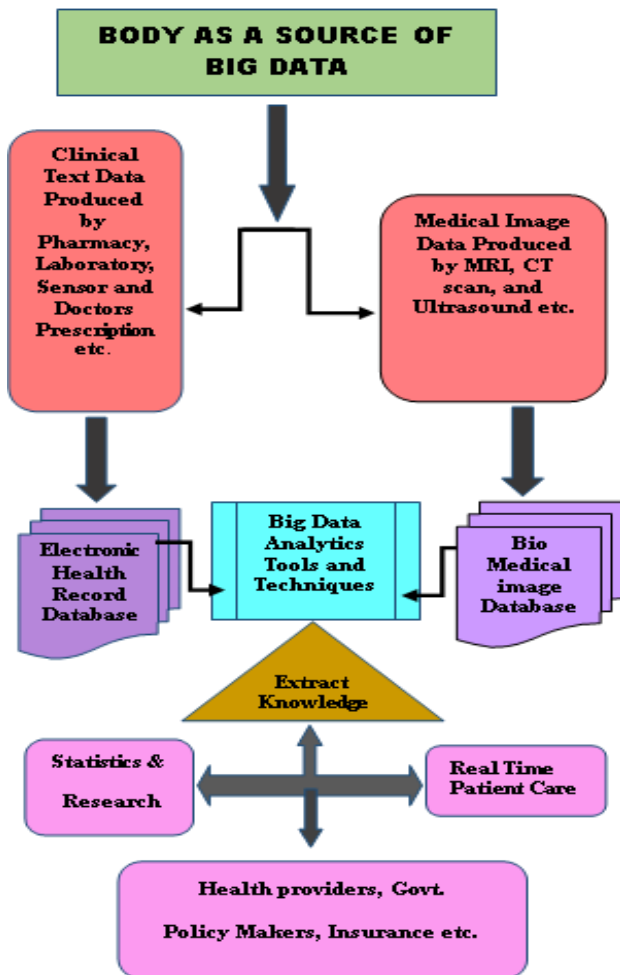 BODY AS A SOURCE OF
BIG DATA
Clinical
Text Data
Produced
by
Pharmacy,
Laboratory,
Sensor and
Doctors
Prescription
etc.
Medical Image
Data Produced
by MRI, CT
scan, and
Ultrasound etc.
Electronic
Health
Record
Database
Big Data
Analytics
Tools and
Techniques
Bio
Medical
image
Database
Extract
Knowledge
Statistics &
Research
Real Time
Patient Care
Health providers, Govt.
Policy Makers, Insurance etc.